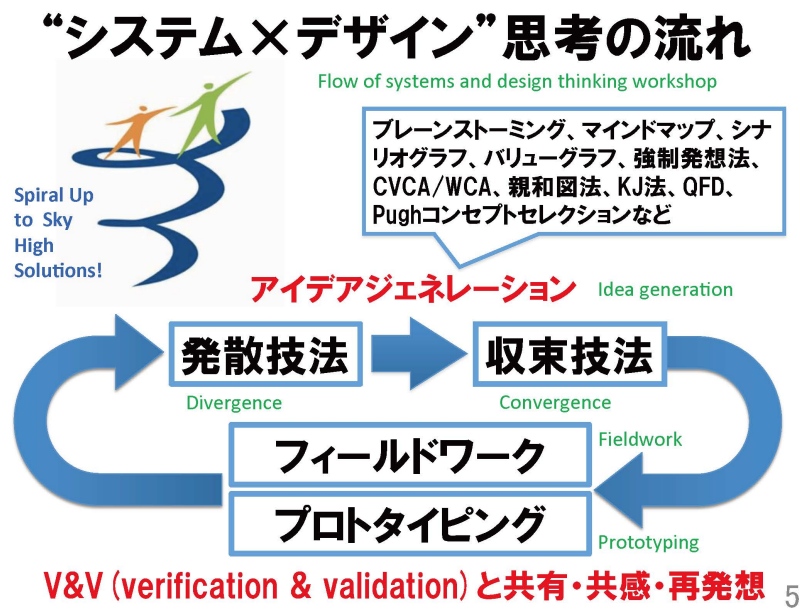 “システム×デザイン”思考の流れ
Flow of systems and design thinking workshop
ブレーンストーミング、マインドマップ、シナ
リオグラフ、バリューグラフ、強制発想法、
CVCA/WCA、親和図法、KJ法、QFD、
Pughコンセプトセレクションなど
Spiral Up
to Sky
High
Solutions!
アイデアジェネレーション
Idea generation
発散技法
収束技法
Divergence
Convergence
フィールドワーク
Fieldwork
プロトタイピング
Prototyping
V&V(verification & validation)と共有・共感・再発想
5